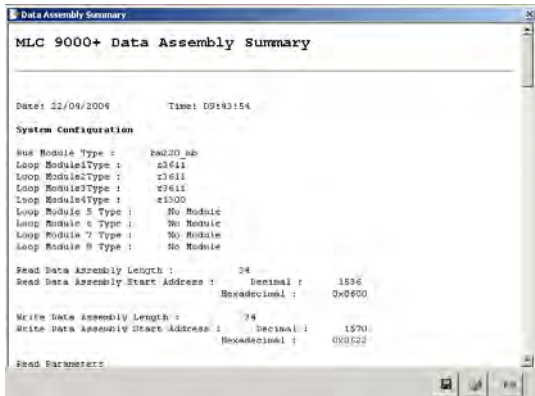 Data Assembly Summary
MLC 9000+ Data Assembly Summary
Date: 22/04/2004 Time: 09:43:54
System Configuration
Bus Module Type : bm220_mb
Loop Module1Type : z3611
Loop Module2Type : z3611
Loop Module3Type : z3611
Loop Module4Type : z1300
Loop Module 5 Type : No Module
Loop Module 6 Type : No Module
Loop Module 7 Type : No Module
Loop Module 8 Type : No Module
Read Data Assembly Length : 34
Read Data Assembly Start Address : Decimal : 1536
Hexadecimal : 0x0600
Write Data Assembly Length : 34
Write Data Assembly Start Address : Decimal : 1570
Hexadecimal : 0x0622
Read Parameters